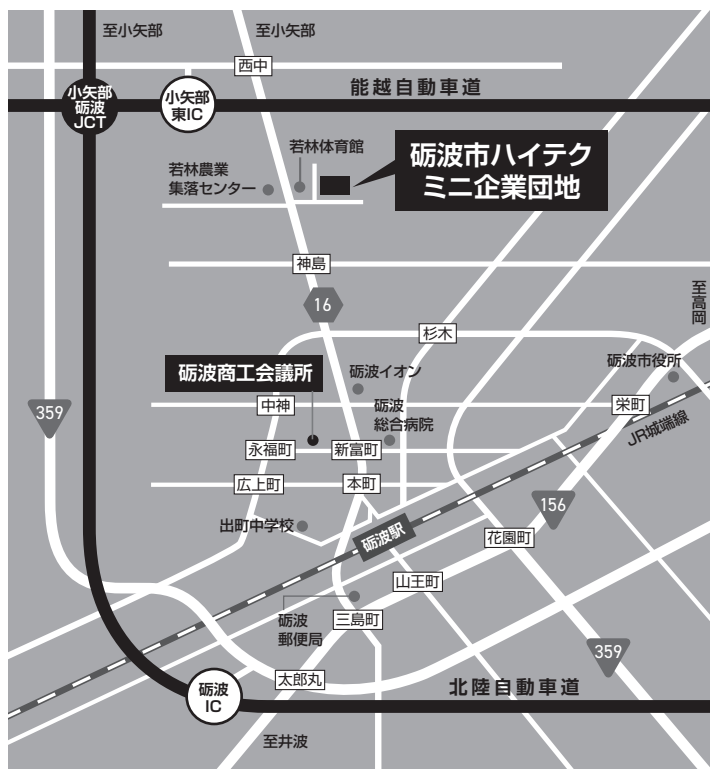 至小矢部
至小矢部
西中
能越自動車道
小矢部
砺波
JCT
小矢部
東IC
若林体育館
砺波市ハイテク
ミニ企業団地
若林農業
集落センター
神島
至高岡
16
杉木
砺波市役所
砺波商工会議所
砺波イオン
359
中神
砺波
総合病院
栄町
JR城端線
永福町
新富町
広上町
本町
156
出町中学校
砺波駅
花園町
山王町
砺波
郵便局
三島町
359
太郎丸
北陸自動車道
砺波
IC
至井波